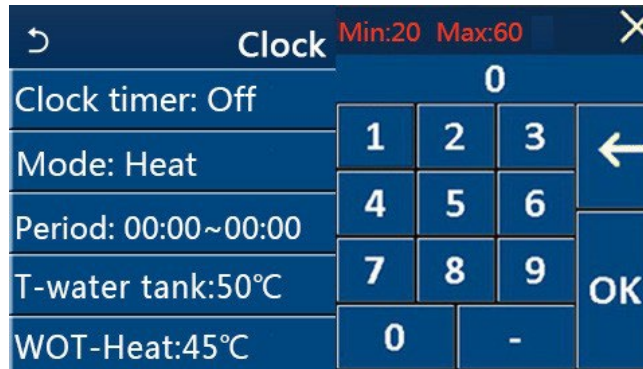 Clock
Clock timer: Off
Mode: Heat
Period: 00:00~00:00
T-water tank:50℃
WOT-Heat:45℃
Min:20 Max:60
0
1 2 3
4 5 6
7 8 9
OK
0 -